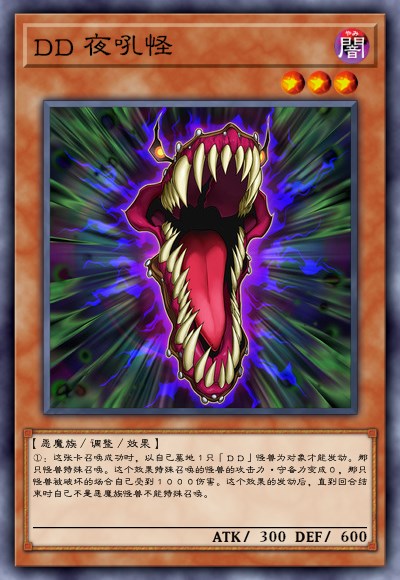 DD 夜吼怪
闇
やみ
【恶魔族／调整／效果】
①：这张卡召唤成功时，以自己墓地１只「ＤＤ」怪兽为对象才能发动。那
只怪兽特殊召唤。这个效果特殊召唤的怪兽的攻击力·守备力变成０，那只
怪兽被破坏的场合自己受到１０００伤害。这个效果的发动后，直到回合结
束时自己不是恶魔族怪兽不能特殊召唤。
ATK/ 300 DEF/ 600